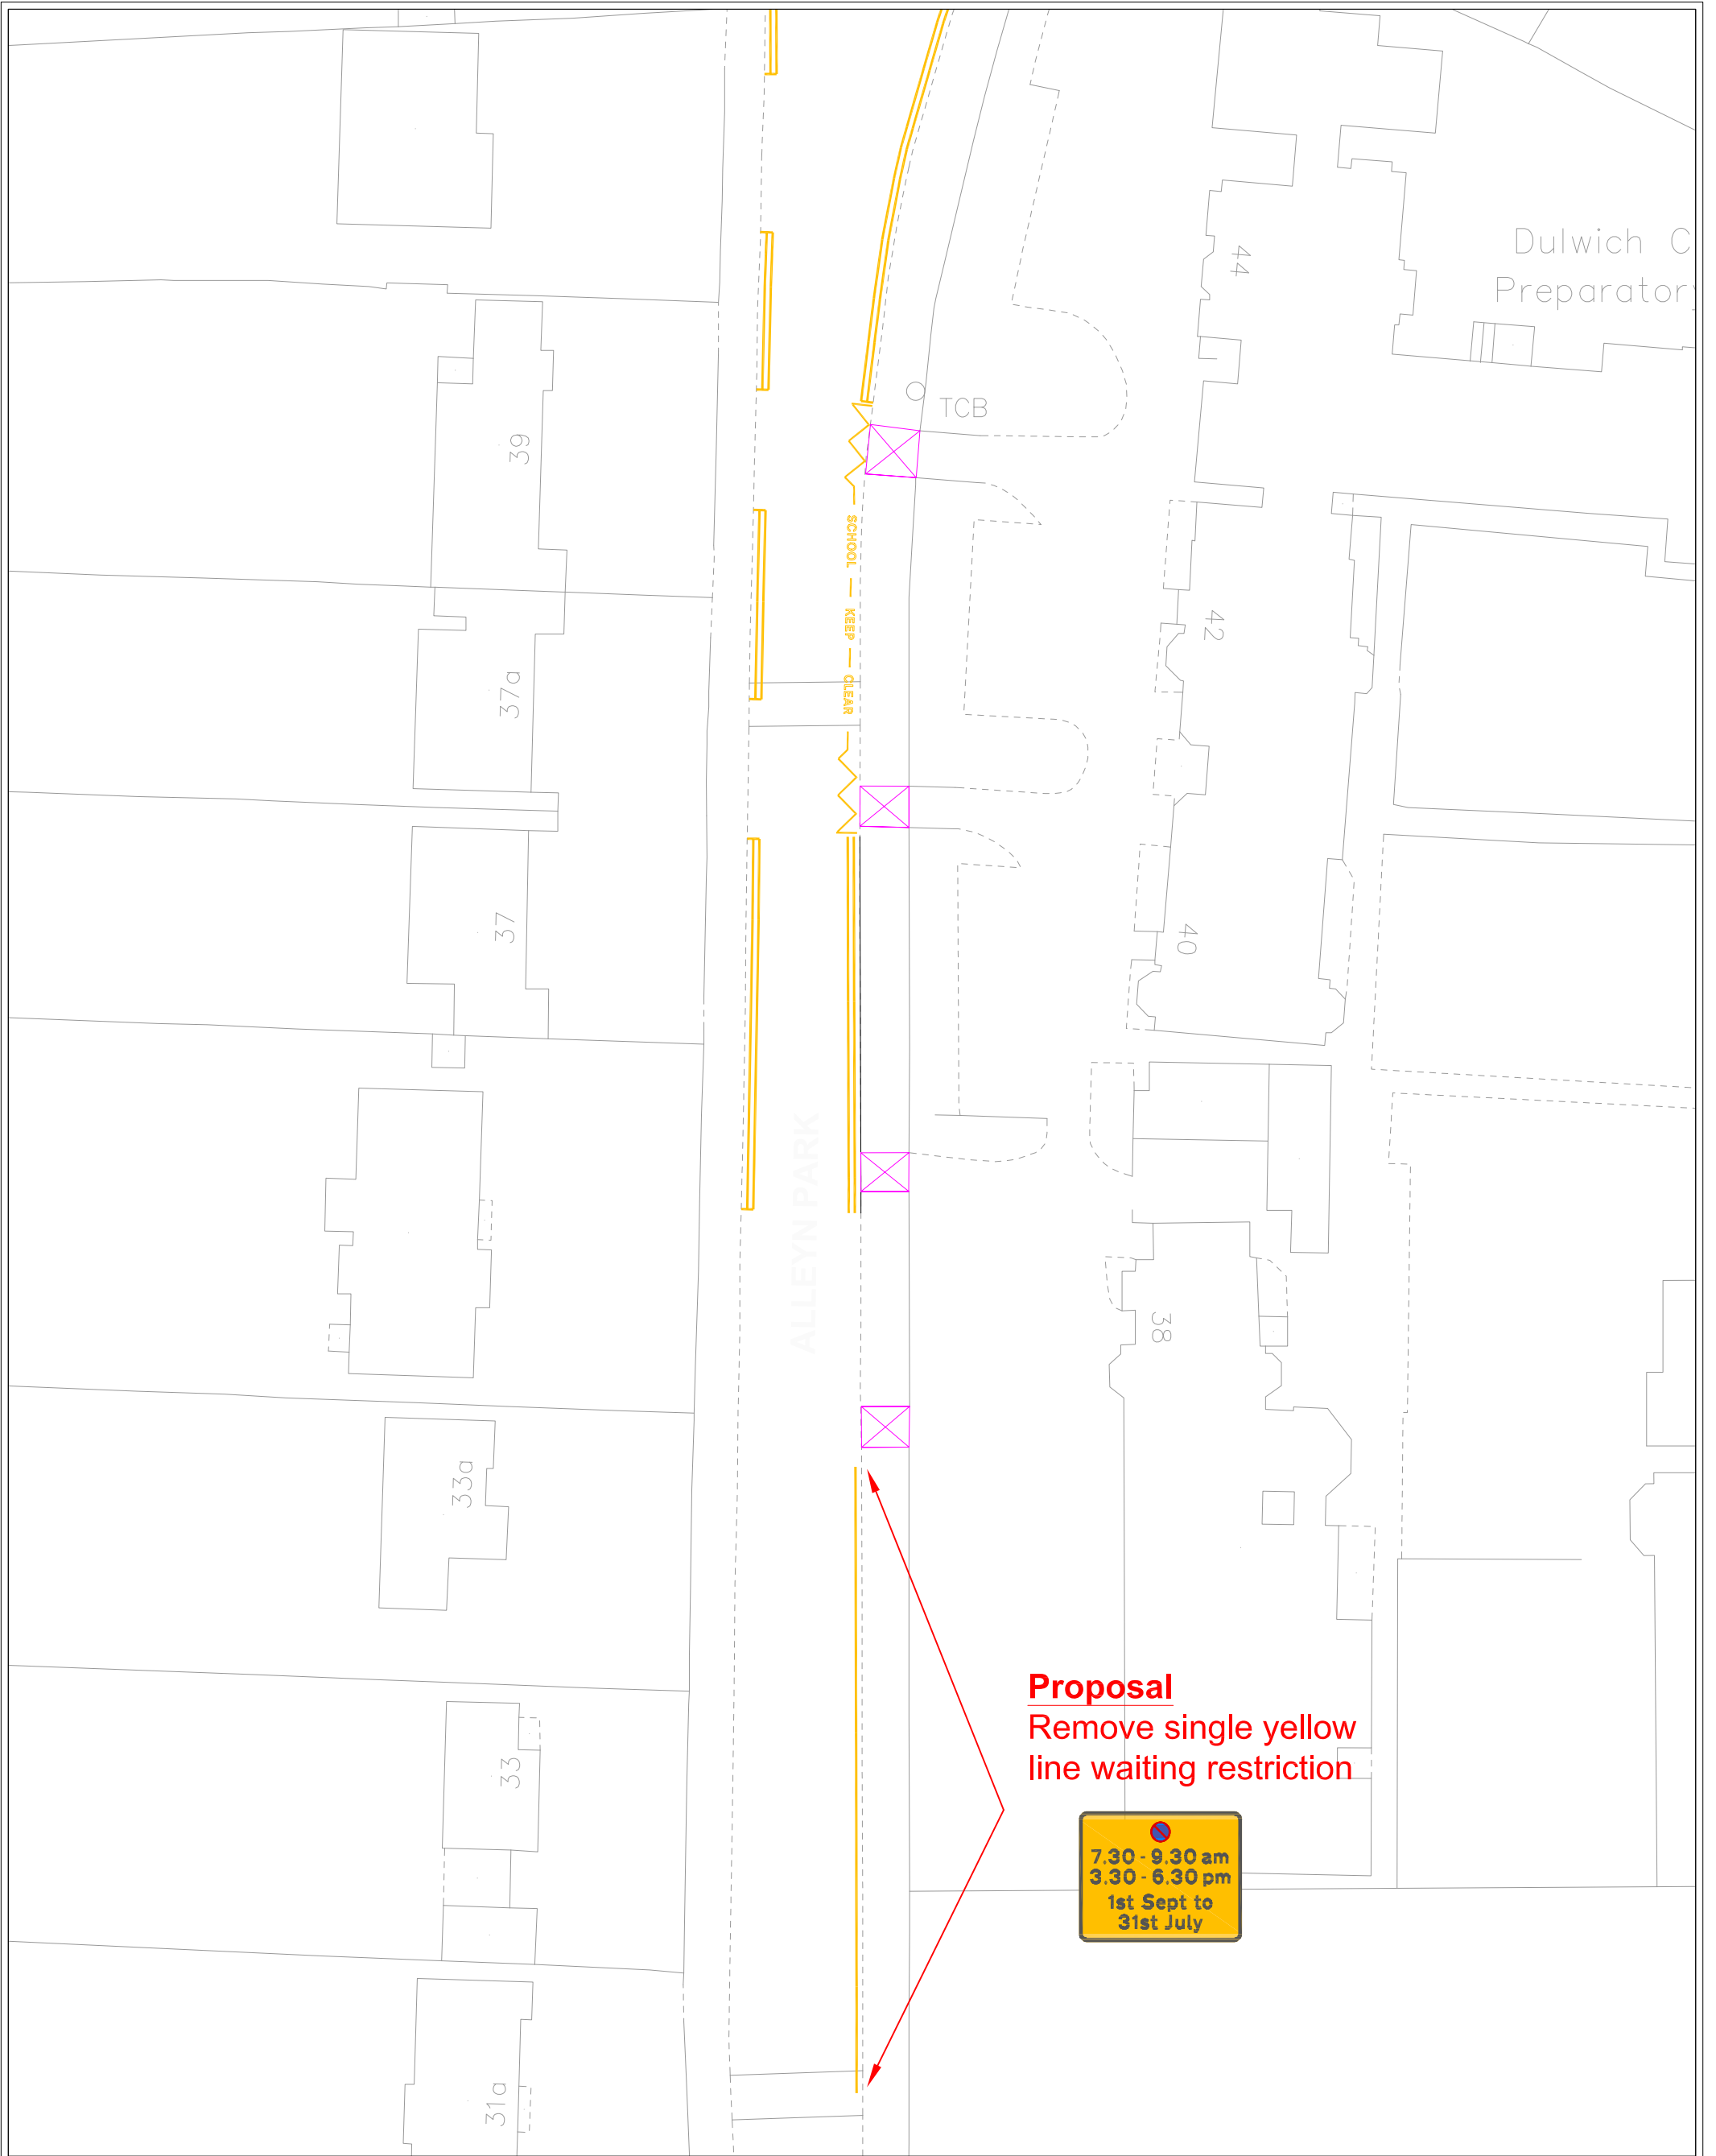 Dulwich C
Preparatory
44
TCB
39
SCHOOL KEEP CLEAR
42
37a
37
40
ALLEYN PARK
38
33a
Proposal
Remove single yellow
line waiting restriction
33
7.30 - 9.30 am
3.30 - 6.30 pm
1st Sept to
31st July
31a